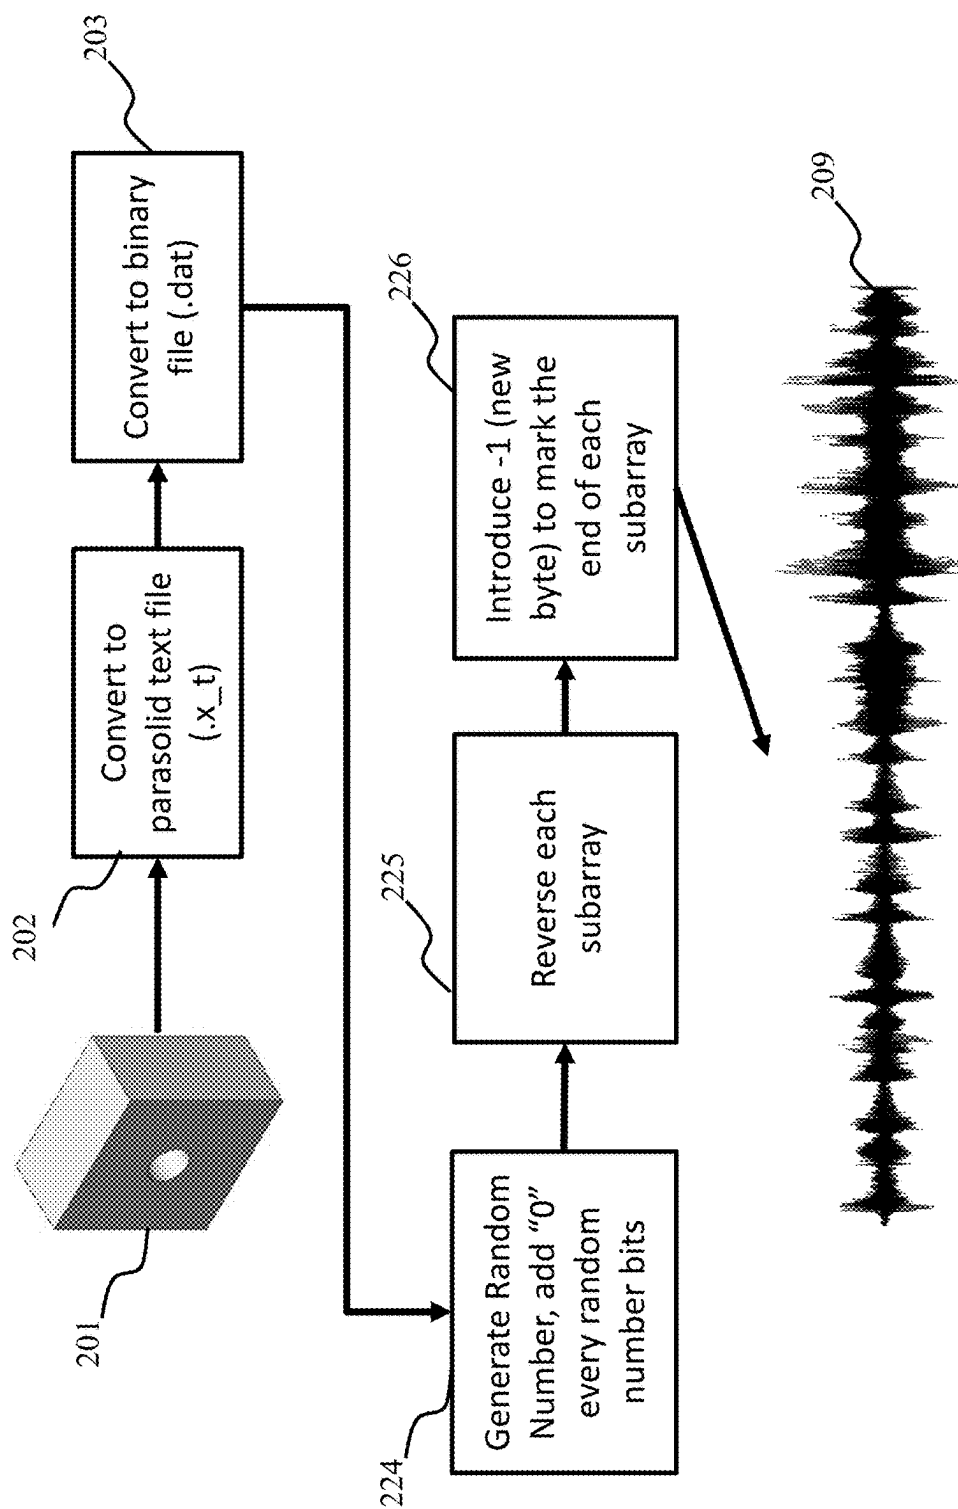 201
202
Convert to
parasolid text file
(.x_t)
203
Convert to binary
file (.dat)
224
Generate Random
Number, add “0”
every random
number bits
225
Reverse each
subarray
226
Introduce -1 (new
byte) to mark the
end of each
subarray
209